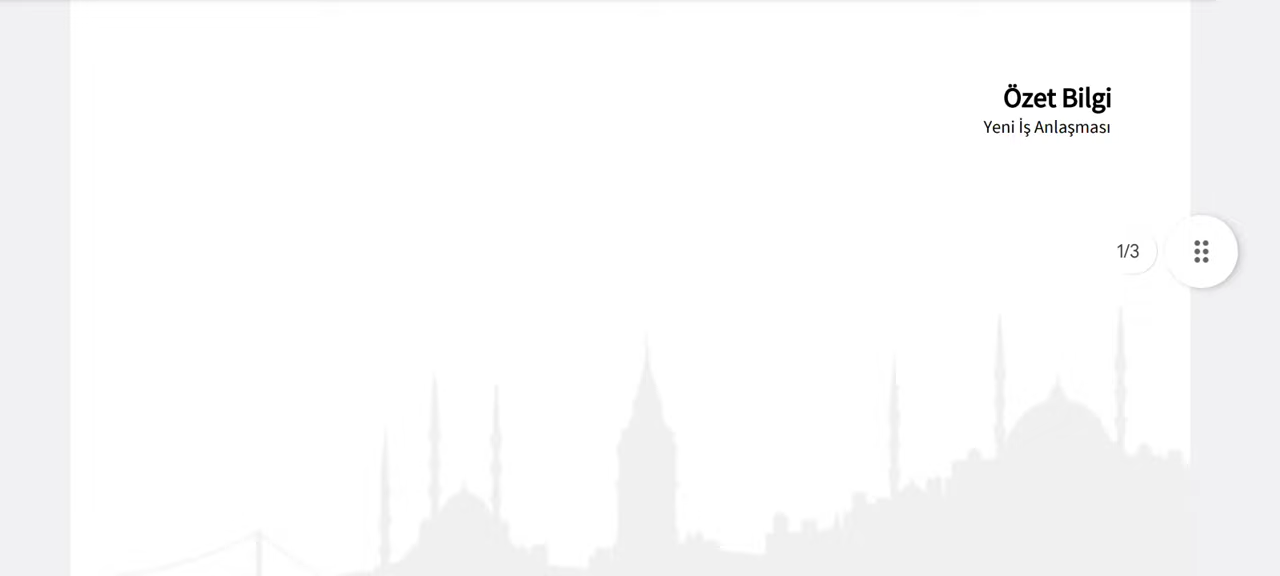 Özet Bilgi
Yeni İş Anlaşması
1/3